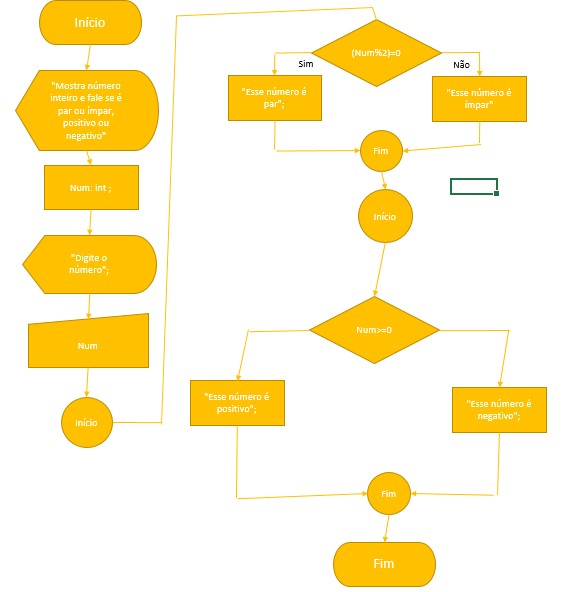 Início
"Mostra número
inteiro e fale se é
par ou ímpar,
positivo ou
negativo"
Num: int ;
"Digite o
número";
Num
Início
(Num%2)=0
Sim
Não
"Esse número é
par";
"Esse número é
ímpar"
Fim
Início
Num>=0
"Esse número é
positivo";
"Esse número é
negativo";
Fim
Fim